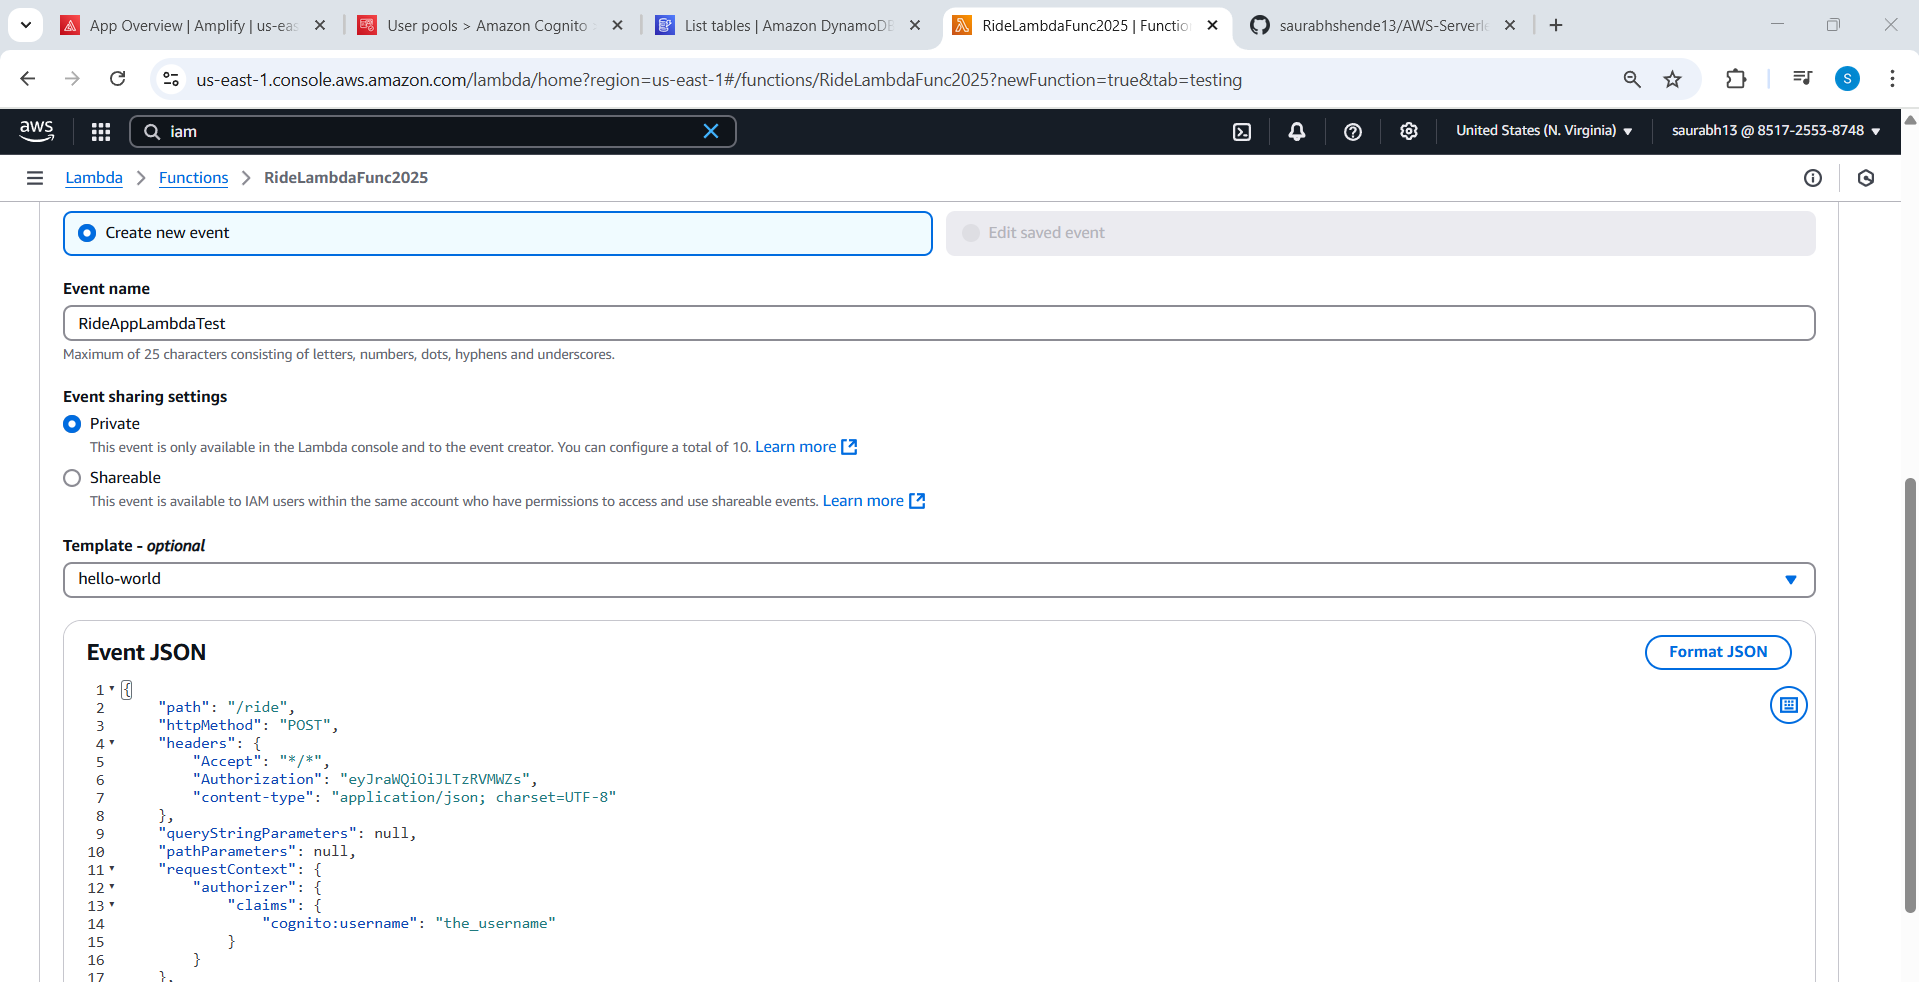 App Overview | Amplify | us-eas
User pools > Amazon Cognito >
List tables | Amazon DynamoDB
RideLambdaFunc2025 | Functio
saurabhshende13/AWS-Serverle
us-east-1.console.aws.amazon.com/lambda/home?region=us-east-1#/functions/RideLambdaFunc2025?newFunction=true&tab=testing
S
aws
iam
United States (N. Virginia)
saurabh13 @ 8517-2553-8748
Lambda > Functions > RideLambdaFunc2025
Create new event
Edit saved event
Event name
RideAppLambdaTest
Maximum of 25 characters consisting of letters, numbers, dots, hyphens and underscores.
Event sharing settings
Private
This event is only available in the Lambda console and to the event creator. You can configure a total of 10. Learn more
Shareable
This event is available to IAM users within the same account who have permissions to access and use shareable events. Learn more
Template - optional
hello-world
Event JSON
Format JSON
1 {
2 "path": "/ride",
3 "httpMethod": "POST",
4 "headers": {
5 "Accept": "*/*",
6 "Authorization": "eyJraWQiOiJLTzRVMWZs",
7 "content-type": "application/json; charset=UTF-8"
8 },
9 "queryStringParameters": null,
10 "pathParameters": null,
11 "requestContext": {
12 "authorizer": {
13 "claims": {
14 "cognito:username": "the_username"
15 }
16 }
17 },